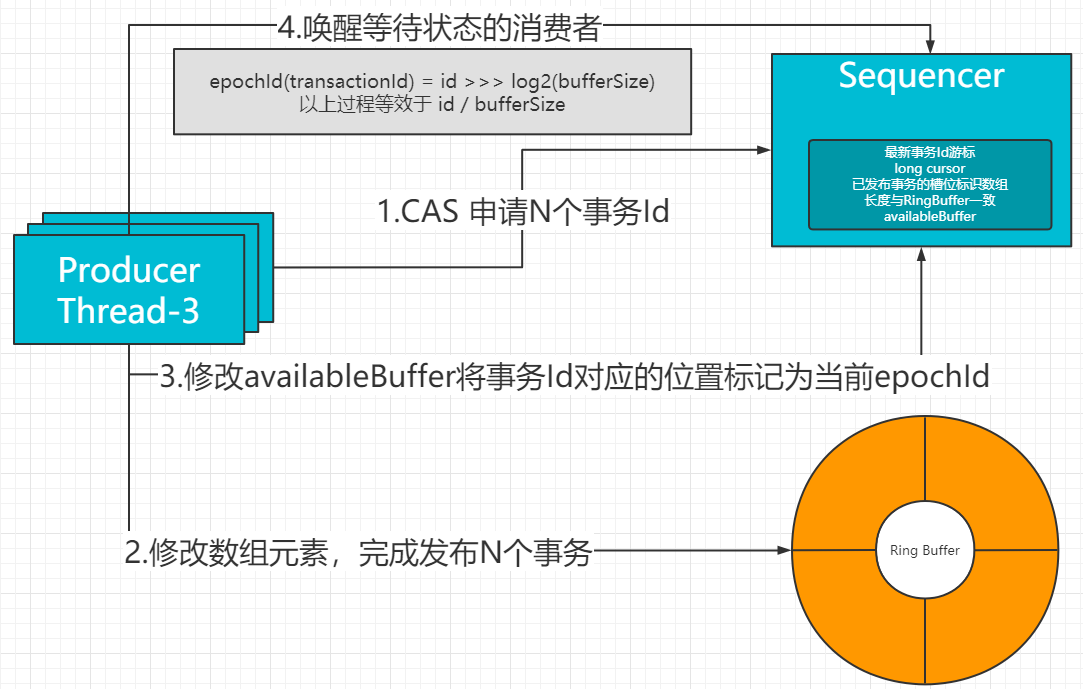 4.唤醒等待状态的消费者
epochId(transactionId) = id >>> log2(bufferSize)
以上过程等效于 id / bufferSize
Sequencer
最新事务Id游标
long cursor
已发布事务的槽位标识数组
长度与RingBuffer一致
availableBuffer
1.CAS 申请N个事务Id
Producer
Thread-3
3.修改availableBuffer将事务Id对应的位置标记为当前epochId
2.修改数组元素，完成发布N个事务
Ring Buffer